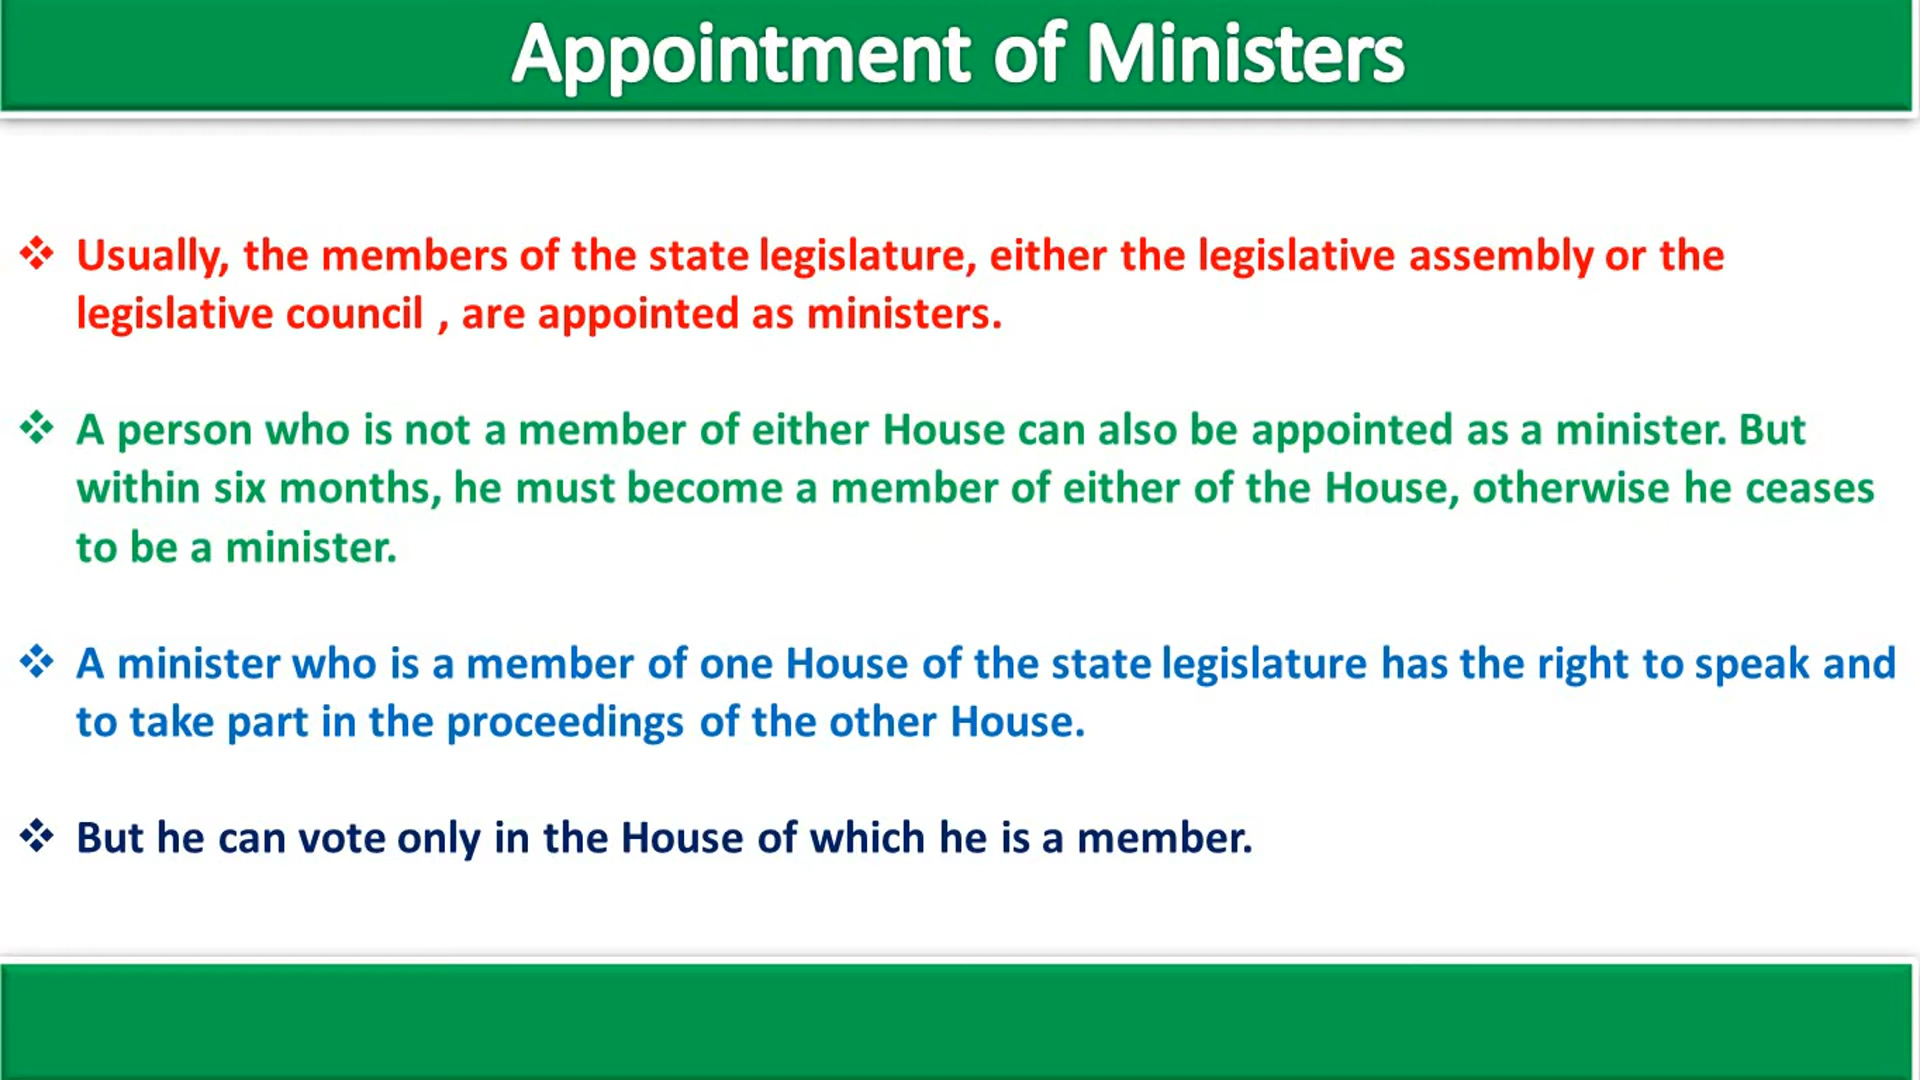 Appointment of Ministers
❖ Usually, the members of the state legislature, either the legislative assembly or the
legislative council , are appointed as ministers.
❖ A person who is not a member of either House can also be appointed as a minister. But
within six months, he must become a member of either of the House, otherwise he ceases
to be a minister.
❖ A minister who is a member of one House of the state legislature has the right to speak and
to take part in the proceedings of the other House.
❖ But he can vote only in the House of which he is a member.